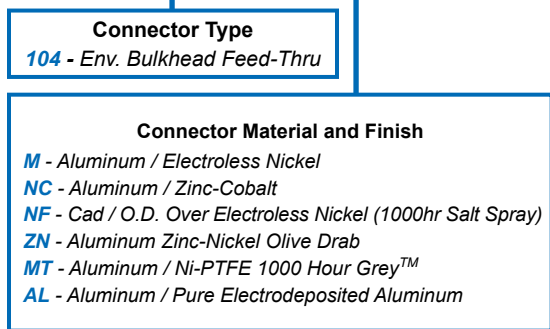 Connector Type
104 - Env. Bulkhead Feed-Thru
Connector Material and Finish
M - Aluminum / Electroless Nickel
NC - Aluminum / Zinc-Cobalt
NF - Cad / O.D. Over Electroless Nickel (1000hr Salt Spray)
ZN - Aluminum Zinc-Nickel Olive Drab
MT - Aluminum / Ni-PTFE 1000 Hour Grey™
AL - Aluminum / Pure Electrodeposited Aluminum